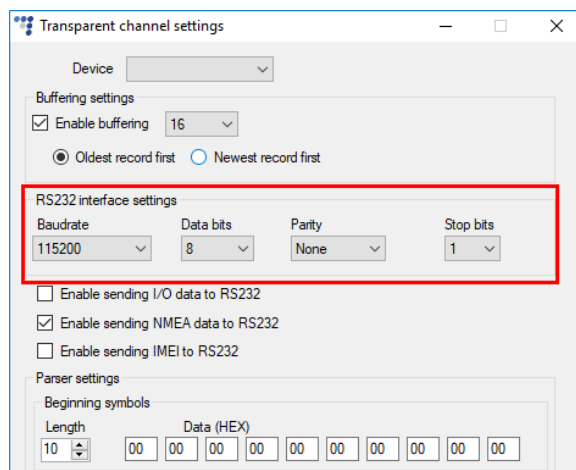 Transparent channel settings
Device
Buffering settings
Enable buffering 16
Oldest record first Newest record first
RS232 interface settings
Baudrate Data bits Parity Stop bits
115200 8 None 1
Enable sending I/O data to RS232
Enable sending NMEA data to RS232
Enable sending IMEI to RS232
Parser settings
Beginning symbols
Length Data (HEX)
10 00 00 00 00 00 00 00 00 00 00